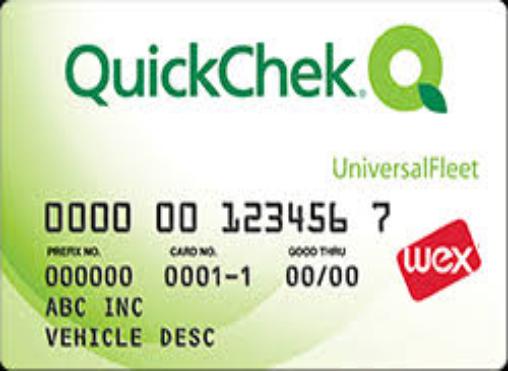 QuickChek®
UniversalFleet
0000 00 123456 7
PREFIX NO. CARD NO. GOOD THRU
000000 0001-1 00/00
wex
ABC INC
VEHICLE DESC